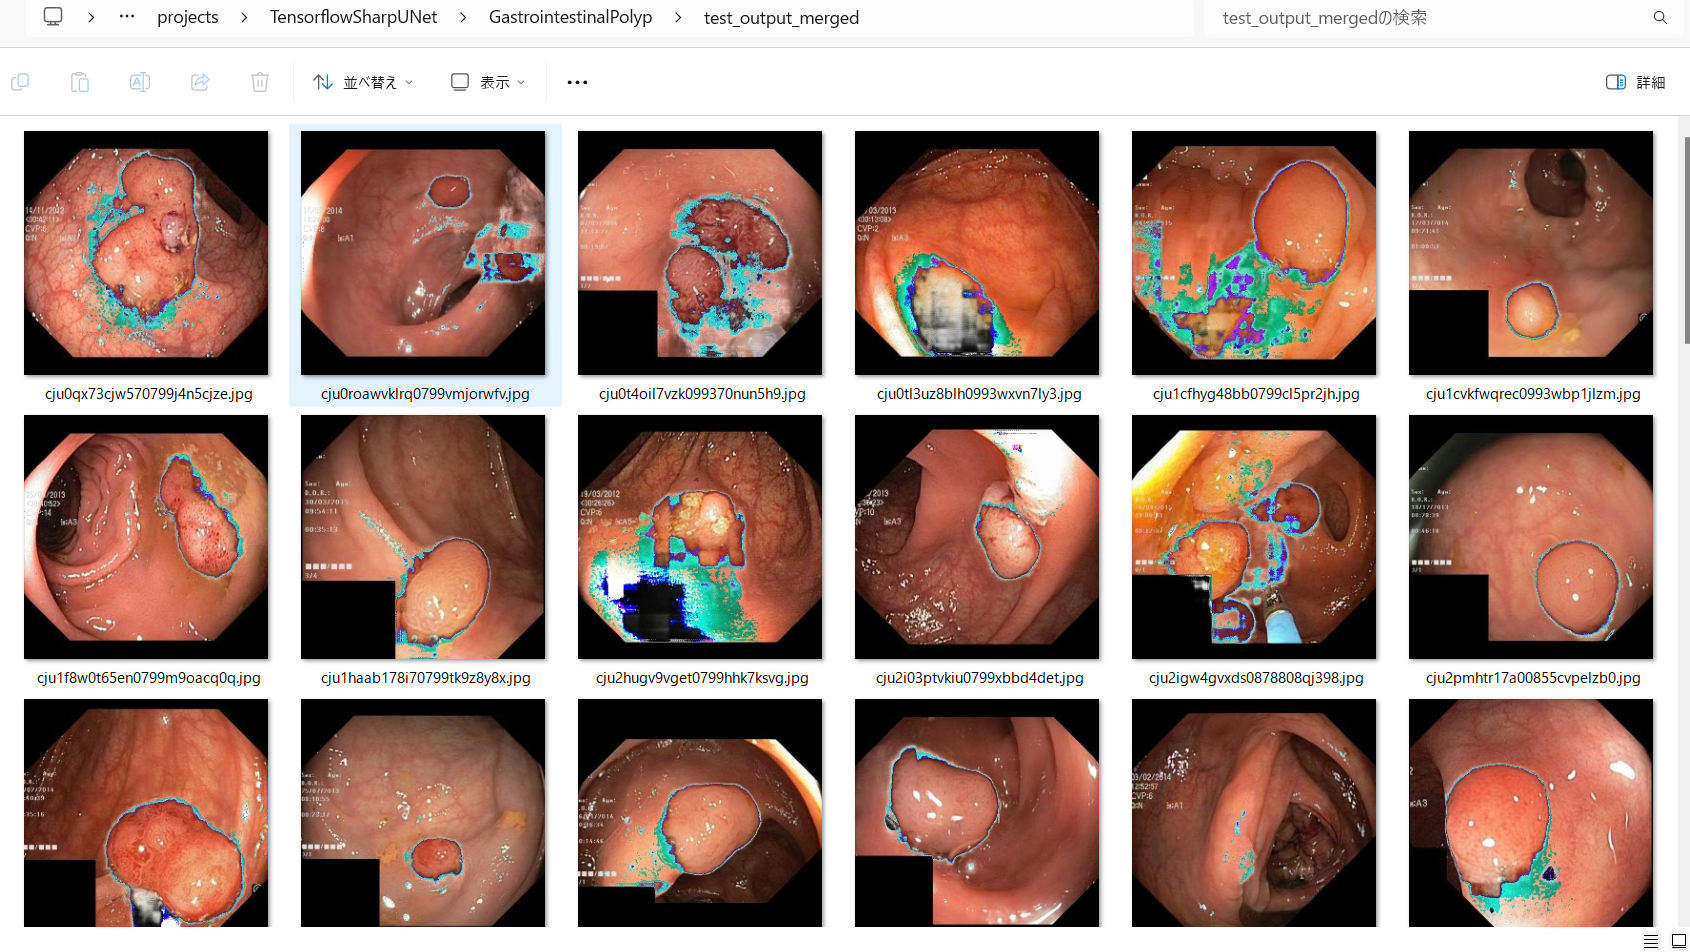 projects > TensorflowSharpUNet > GastrointestinalPolyp > test_output_merged
test_output_mergedの検索
並べ替え
表示
詳細
cju0qx73cjw570799j4n5cjze.jpg
cju0roawvklrq0799vmjorwfv.jpg
cju0t4oil7vzk099370nun5h9.jpg
cju0tl3uz8blh0993wxvn7ly3.jpg
cju1cfhyg48bb0799cl5pr2jh.jpg
cju1cvkfwqrec0993wbp1jlzm.jpg
cju1f8w0t65en0799m9oacq0q.jpg
cju1haab178i70799tk9z8y8x.jpg
cju2hugv9vget0799hhk7ksvg.jpg
cju2i03ptvkiu0799xbbd4det.jpg
cju2igw4gvxds0878808qj398.jpg
cju2pmhtr17a00855cvpelzb0.jpg